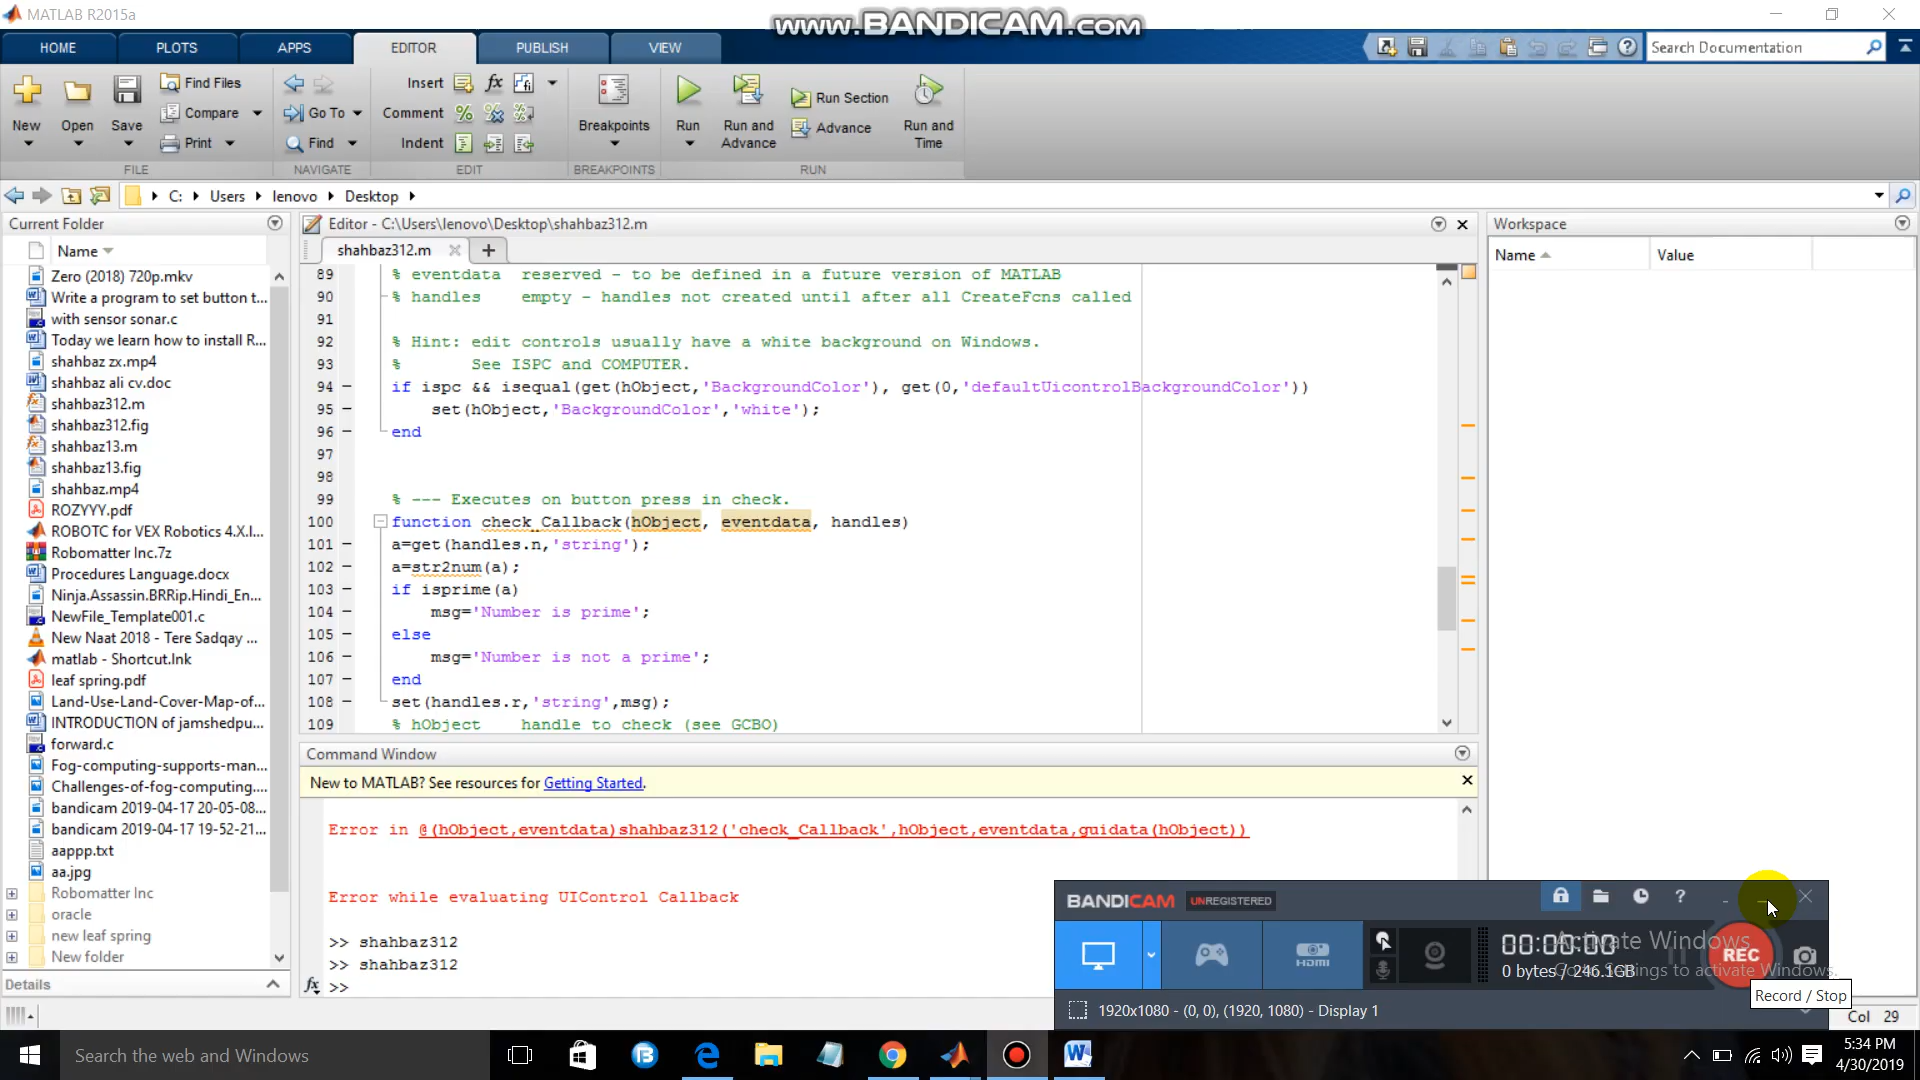 MATLAB R2015a
www.BANDICAM.com
HOME
PLOTS
APPS
EDITOR
PUBLISH
VIEW
Search Documentation
New
Open
Save
Find Files
Compare
Print
FILE
Go To
Find
NAVIGATE
Insert
Comment
Indent
EDIT
Breakpoints
BREAKPOINTS
Run
Run and
Advance
Run Section
Advance
Run and
Time
RUN
C:
Users
lenovo
Desktop
Current Folder
Name
Zero (2018) 720p.mkv
Write a program to set button t...
with sensor sonar.c
Today we learn how to install R...
shahbaz zx.mp4
shahbaz ali cv.doc
shahbaz312.m
shahbaz312.fig
shahbaz13.m
shahbaz13.fig
shahbaz.mp4
ROZYYY.pdf
ROBOTC for VEX Robotics 4.X.l...
Robomatter Inc.7z
Procedures Language.docx
Ninja.Assassin.BRRip.Hindi_En...
NewFile_Template001.c
New Naat 2018 - Tere Sadqay ...
matlab - Shortcut.lnk
leaf spring.pdf
Land-Use-Land-Cover-Map-of...
INTRODUCTION of jamshedpu...
forward.c
Fog-computing-supports-man...
Challenges-of-fog-computing....
bandicam 2019-04-17 20-05-08...
bandicam 2019-04-17 19-52-21...
aappp.txt
aa.jpg
Robomatter Inc
oracle
new leaf spring
New folder
Details
Editor - C:\Users\lenovo\Desktop\shahbaz312.m
shahbaz312.m
89 % eventdata  reserved - to be defined in a future version of MATLAB
90 % handles    empty - handles not created until after all CreateFcns called
91
92 % Hint: edit controls usually have a white background on Windows.
93 %       See ISPC and COMPUTER.
94 - if ispc && isequal(get(hObject,'BackgroundColor'), get(0,'defaultUicontrolBackgroundColor'))
95 -     set(hObject,'BackgroundColor','white');
96 - end
97
98
99 % --- Executes on button press in check.
100 function check_Callback(hObject, eventdata, handles)
101 - a=get(handles.n,'string');
102 - a=str2num(a);
103 - if isprime(a)
104 -     msg='Number is prime';
105 - else
106 -     msg='Number is not a prime';
107 - end
108 - set(handles.r,'string',msg);
109 % hObject    handle to check (see GCBO)
Command Window
New to MATLAB? See resources for Getting Started.
Error in @(hObject,eventdata)shahbaz312('check_Callback',hObject,eventdata,guidata(hObject))
Error while evaluating UIControl Callback
>> shahbaz312
>> shahbaz312
fx >>
Workspace
Name
Value
BANDICAM UNREGISTERED
HDMI
00:00:00
0 bytes / 246.1GB
REC
1920x1080 - (0, 0), (1920, 1080) - Display 1
Activate Windows
Go to Settings to activate Windows.
Record / Stop
Col 29
Search the web and Windows
5:34 PM
4/30/2019